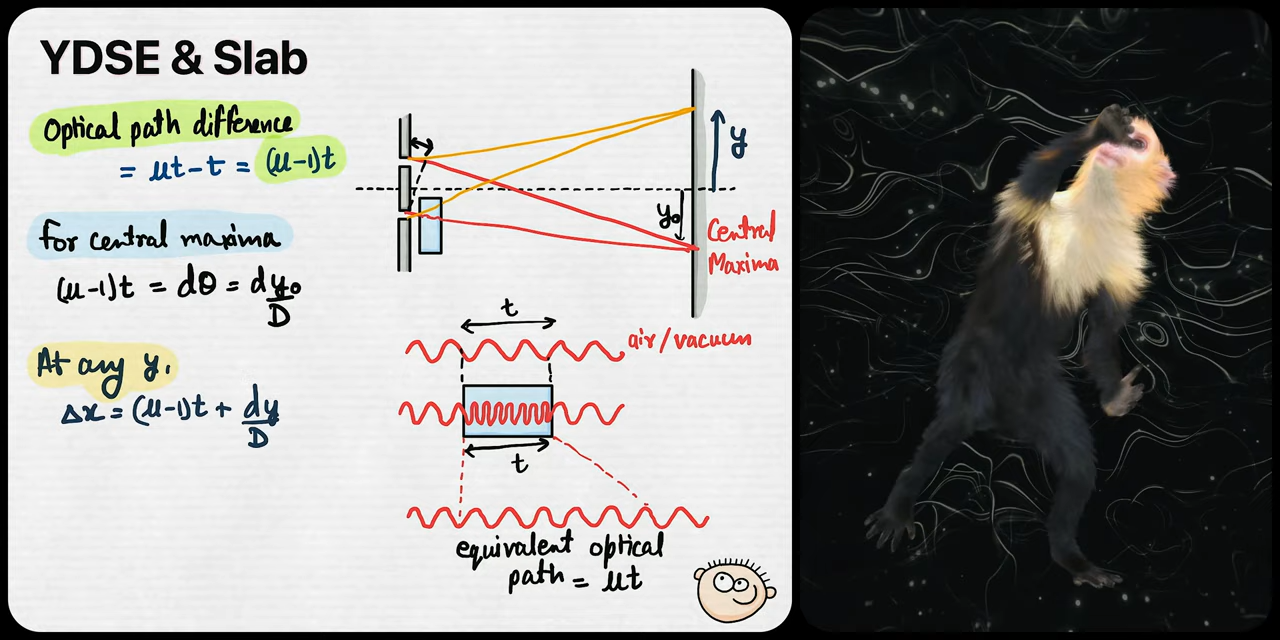 YDSE & Slab
Optical path difference
= μt-t = (μ-1)t
for central maxima
(μ-1)t = dθ = dy₀/D
At any y,
Δx = (μ-1)t + dy/D
y
y₀
Central
Maxima
t
air/vacuum
t
equivalent optical
path = μt